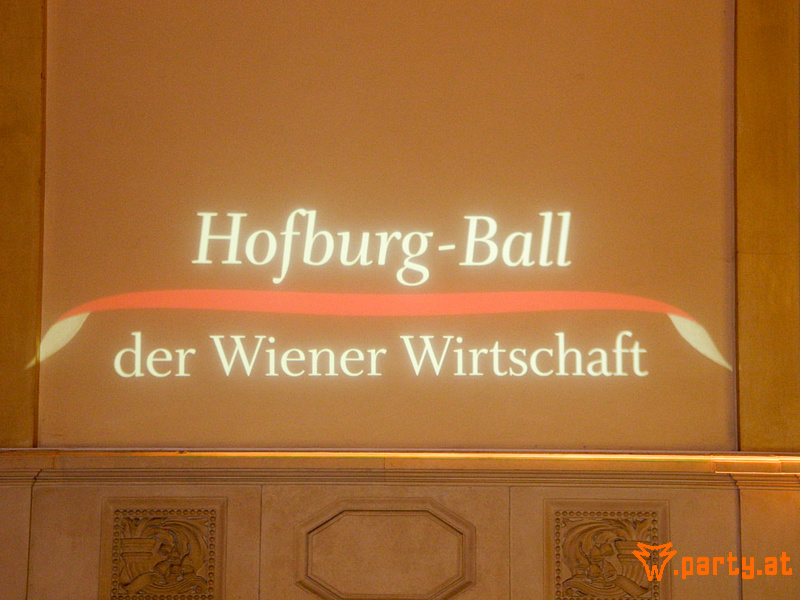 Hofburg-Ball
der Wiener Wirtschaft
W.party.at